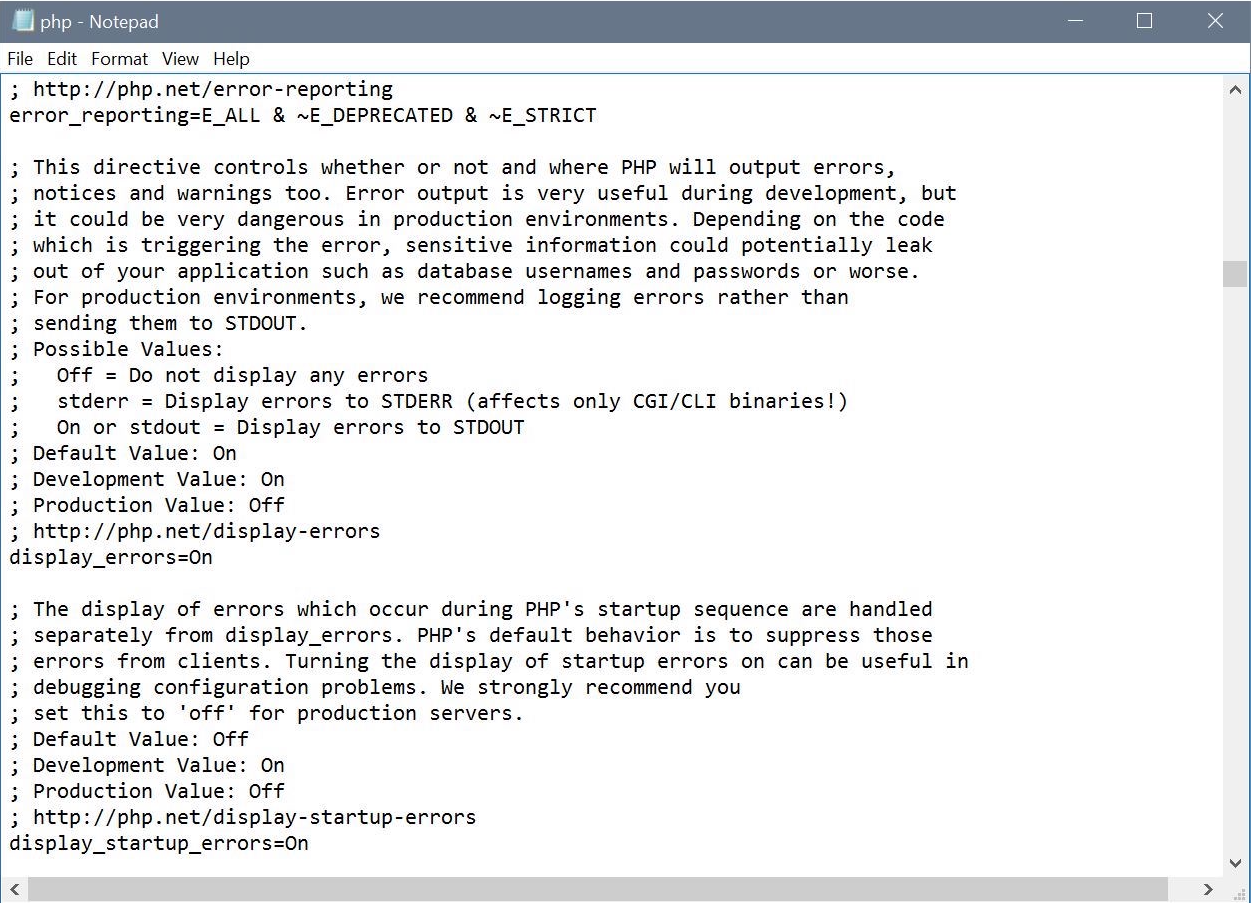 php - Notepad
File Edit Format View Help
; http://php.net/error-reporting
error_reporting=E_ALL & ~E_DEPRECATED & ~E_STRICT

; This directive controls whether or not and where PHP will output errors,
; notices and warnings too. Error output is very useful during development, but
; it could be very dangerous in production environments. Depending on the code
; which is triggering the error, sensitive information could potentially leak
; out of your application such as database usernames and passwords or worse.
; For production environments, we recommend logging errors rather than
; sending them to STDOUT.
; Possible Values:
;   Off = Do not display any errors
;   stderr = Display errors to STDERR (affects only CGI/CLI binaries!)
;   On or stdout = Display errors to STDOUT
; Default Value: On
; Development Value: On
; Production Value: Off
; http://php.net/display-errors
display_errors=On

; The display of errors which occur during PHP's startup sequence are handled
; separately from display_errors. PHP's default behavior is to suppress those
; errors from clients. Turning the display of startup errors on can be useful in
; debugging configuration problems. We strongly recommend you
; set this to 'off' for production servers.
; Default Value: Off
; Development Value: On
; Production Value: Off
; http://php.net/display-startup-errors
display_startup_errors=On